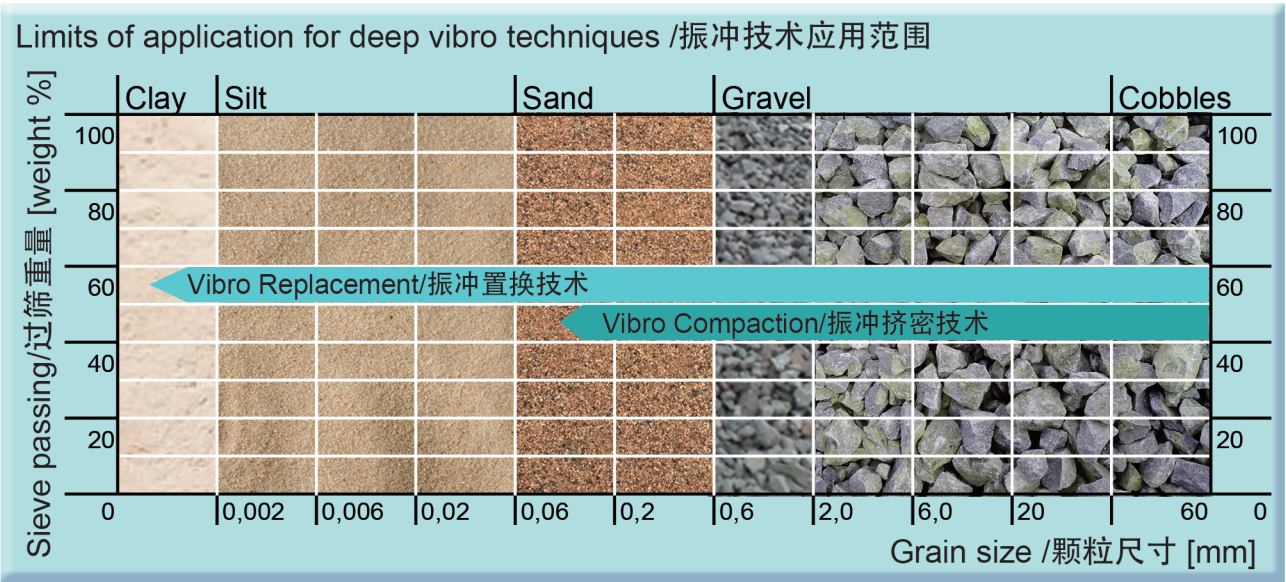 Limits of application for deep vibro techniques /振冲技术应用范围
Sieve passing/过筛重量 [weight %]
Clay Silt Sand Gravel Cobbles
100 100
80 80
60 Vibro Replacement/振冲置换技术 60
Vibro Compaction/振冲挤密技术
40 40
20 20
0 0,002 0,006 0,02 0,06 0,2 0,6 2,0 6,0 20 60 0
Grain size /颗粒尺寸 [mm]